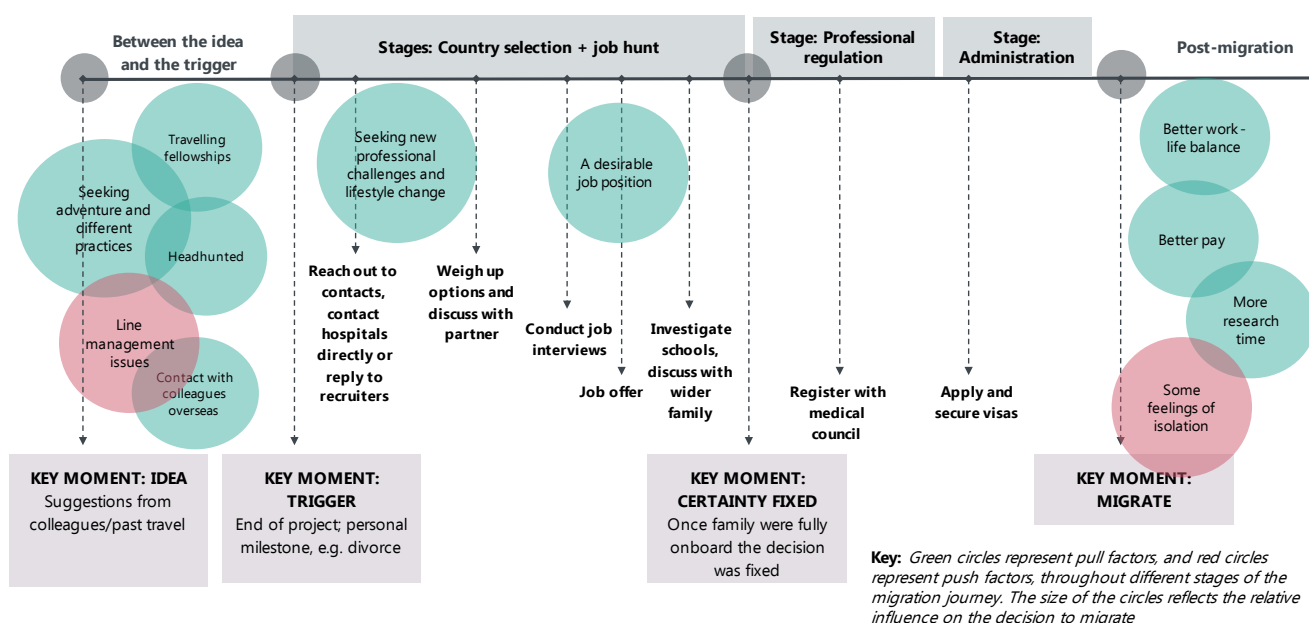 Between the idea
and the trigger
Stages: Country selection + job hunt
Stage: Professional
regulation
Stage:
Administration
Post-migration
Travelling
fellowships
Seeking
adventure and
different
practices
Headhunted
Line
management
issues
Contact with
colleagues
overseas
Seeking new
professional
challenges and
lifestyle change
A desirable
job position
Better work -
life balance
Better pay
More
research
time
Some
feelings of
isolation
Reach out to
contacts,
contact
hospitals
directly or
reply to
recruiters
Weigh up
options and
discuss with
partner
Conduct job
interviews
Job offer
Investigate
schools,
discuss with
wider
family
Register with
medical
council
Apply and
secure visas
KEY MOMENT: IDEA
Suggestions from
colleagues/past travel
KEY MOMENT:
TRIGGER
End of project; personal
milestone, e.g. divorce
KEY MOMENT:
CERTAINTY FIXED
Once family were fully
onboard the decision
was fixed
KEY MOMENT:
MIGRATE
Key: Green circles represent pull factors, and red circles
represent push factors, throughout different stages of the
migration journey. The size of the circles reflects the relative
influence on the decision to migrate